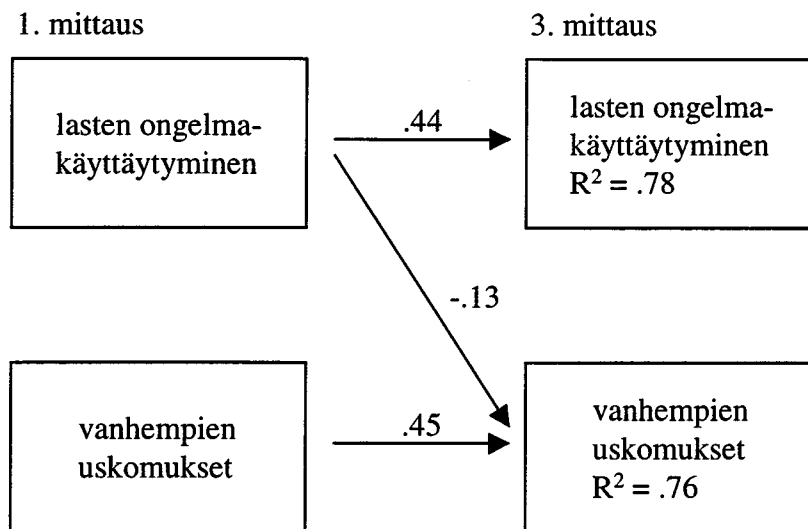 1. mittaus
3. mittaus
lasten ongelma-
käyttäytyminen
.44
lasten ongelma-
käyttäytyminen
R² = .78
-.13
vanhempien
uskomukset
.45
vanhempien
uskomukset
R² = .76